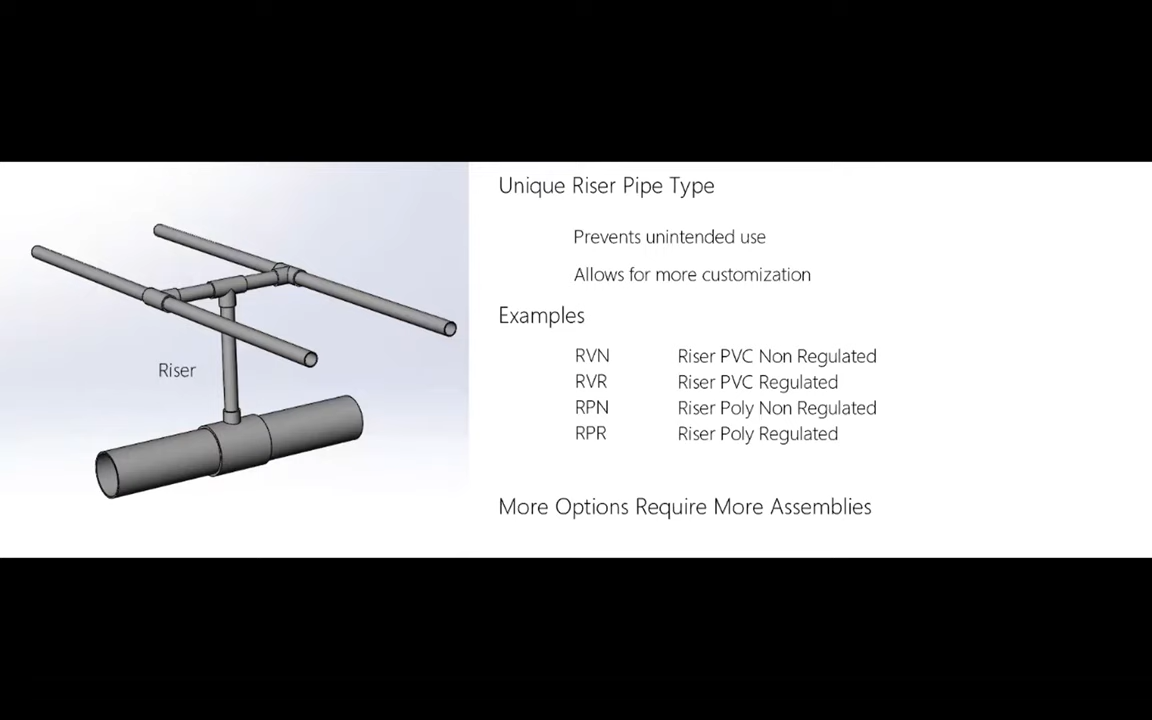 Unique Riser Pipe Type
Prevents unintended use
Allows for more customization
Examples
RVN Riser PVC Non Regulated
RVR Riser PVC Regulated
RPN Riser Poly Non Regulated
RPR Riser Poly Regulated
More Options Require More Assemblies
Riser